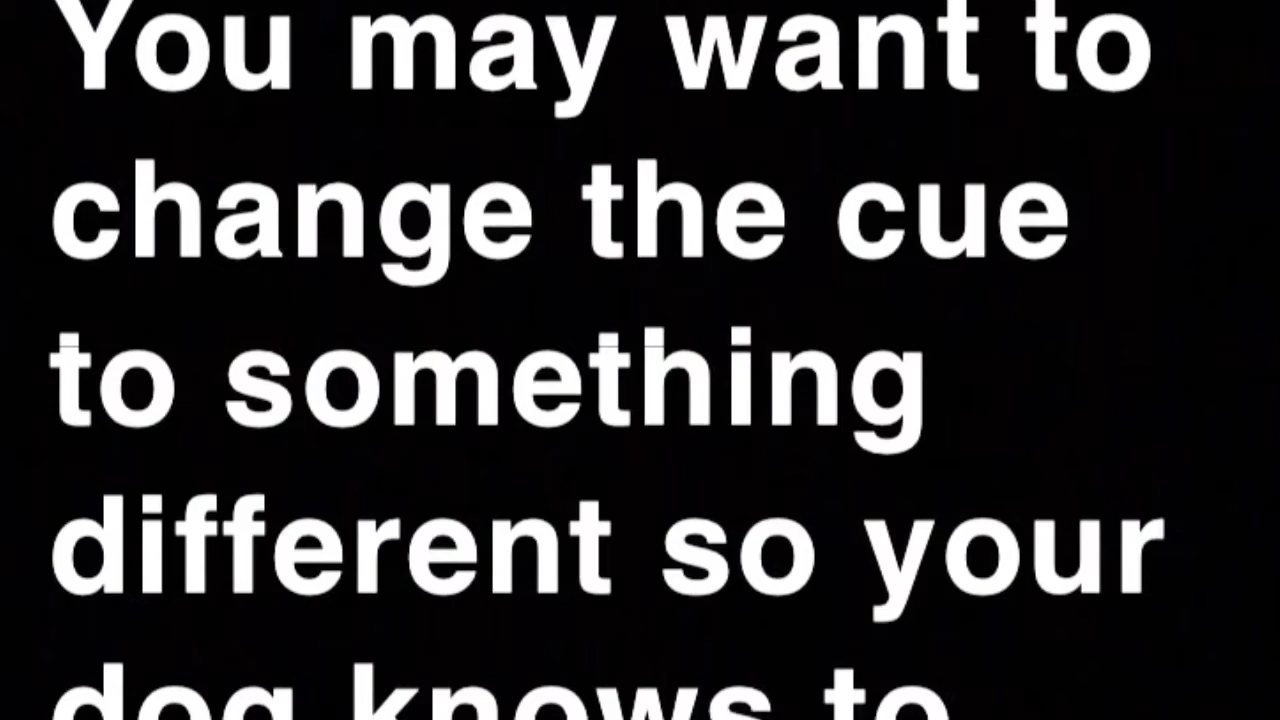 You may want to
change the cue
to something
different so your
dog knows to